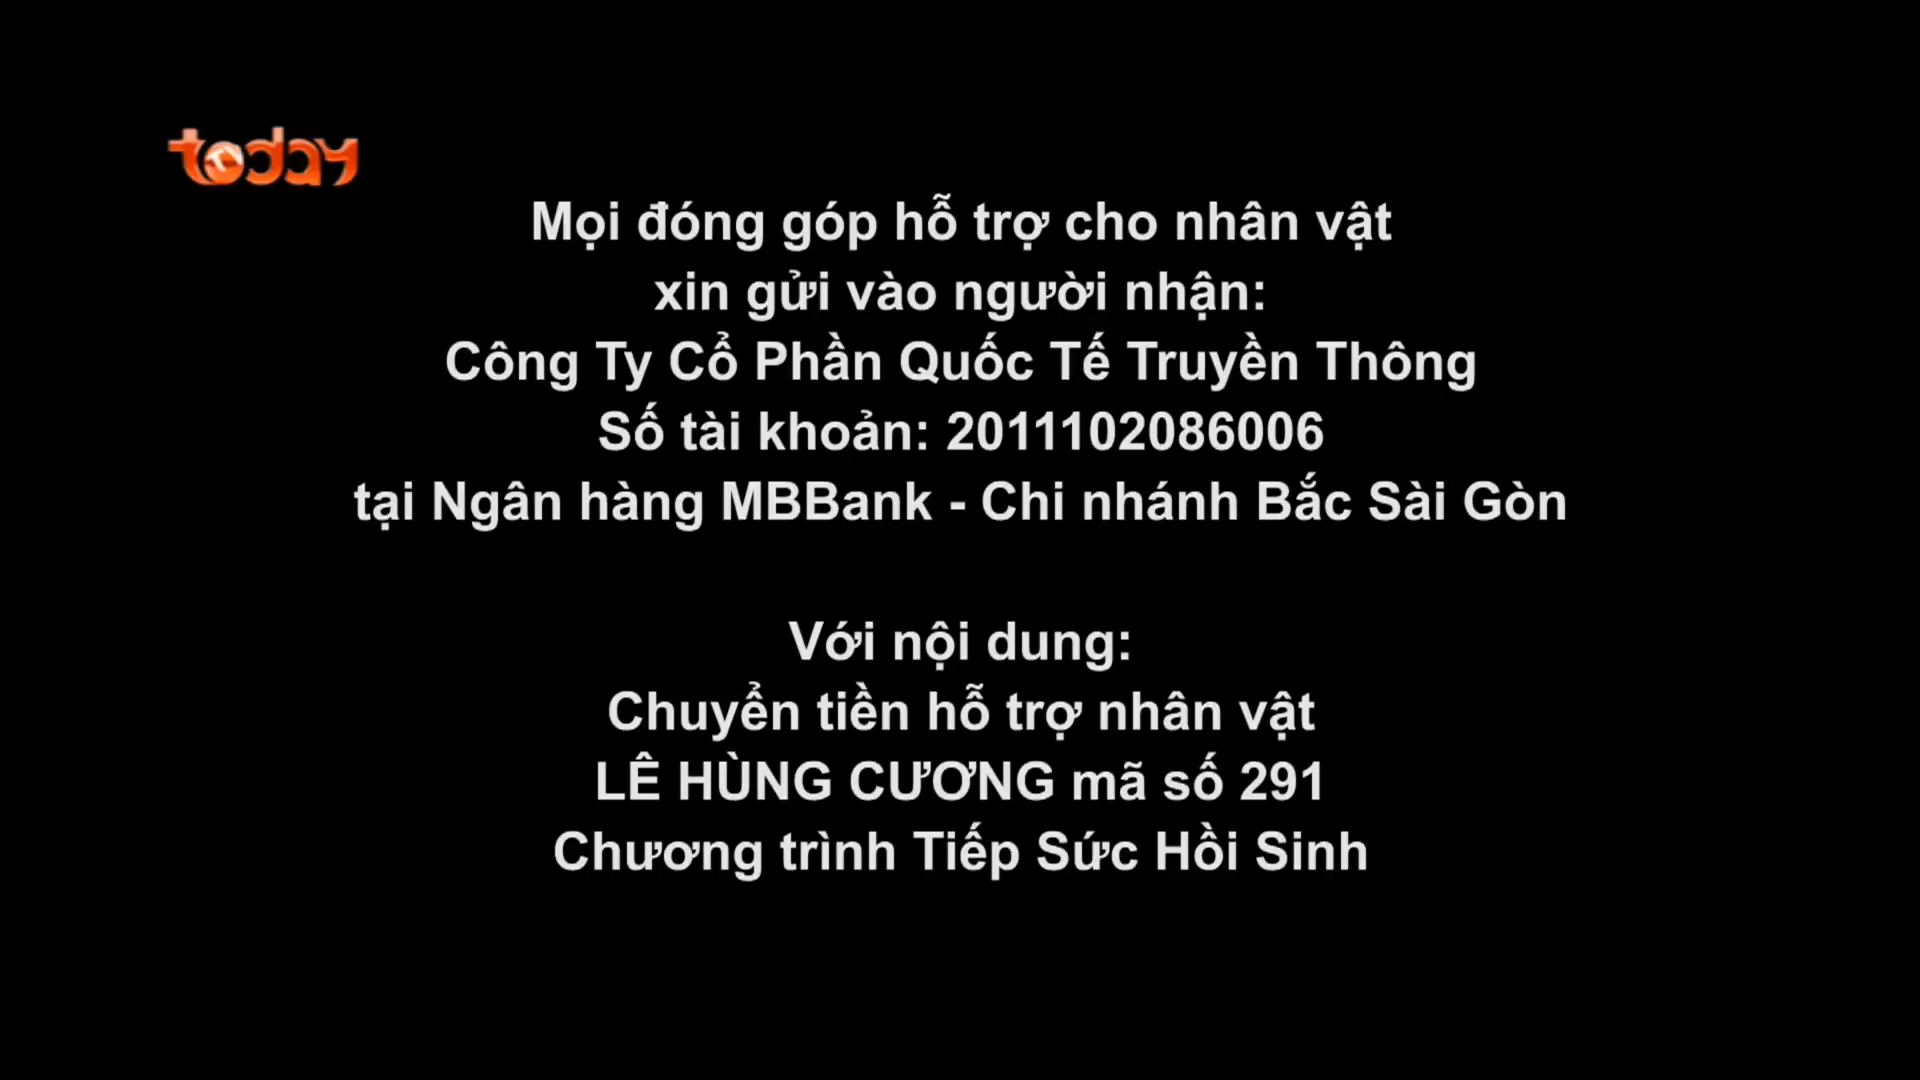 today
Mọi đóng góp hỗ trợ cho nhân vật
xin gửi vào người nhận:
Công Ty Cổ Phần Quốc Tế Truyền Thông
Số tài khoản: 2011102086006
tại Ngân hàng MBBank - Chi nhánh Bắc Sài Gòn
Với nội dung:
Chuyển tiền hỗ trợ nhân vật
LÊ HÙNG CƯƠNG mã số 291
Chương trình Tiếp Sức Hồi Sinh